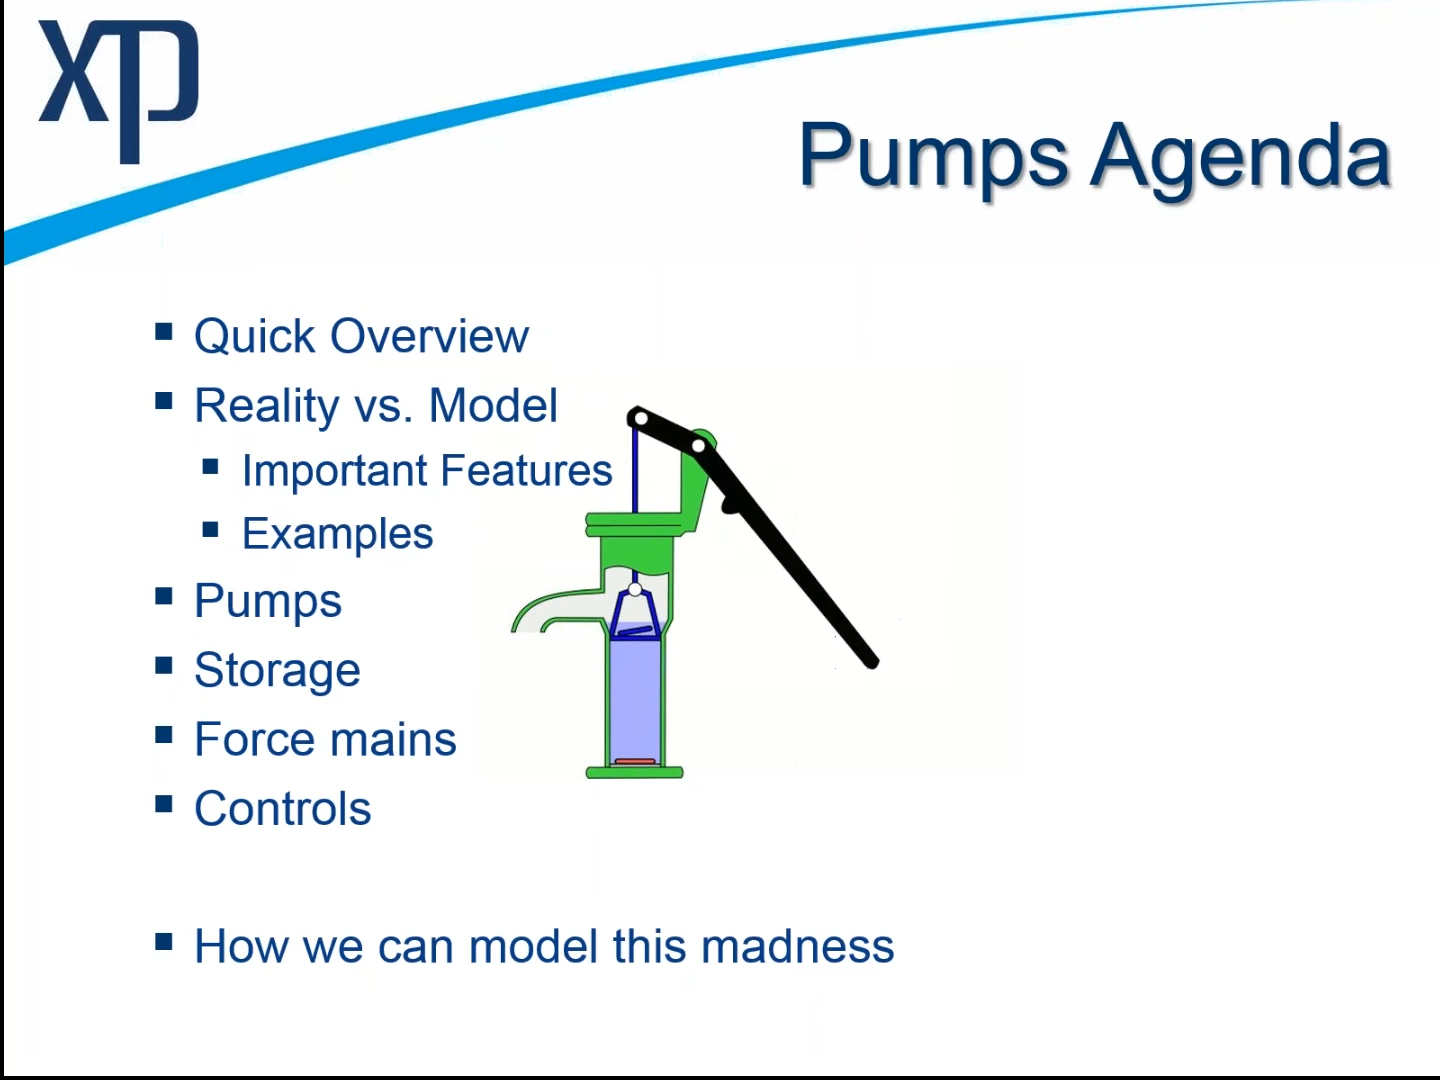 xp
Pumps Agenda
Quick Overview
Reality vs. Model
Important Features
Examples
Pumps
Storage
Force mains
Controls
How we can model this madness